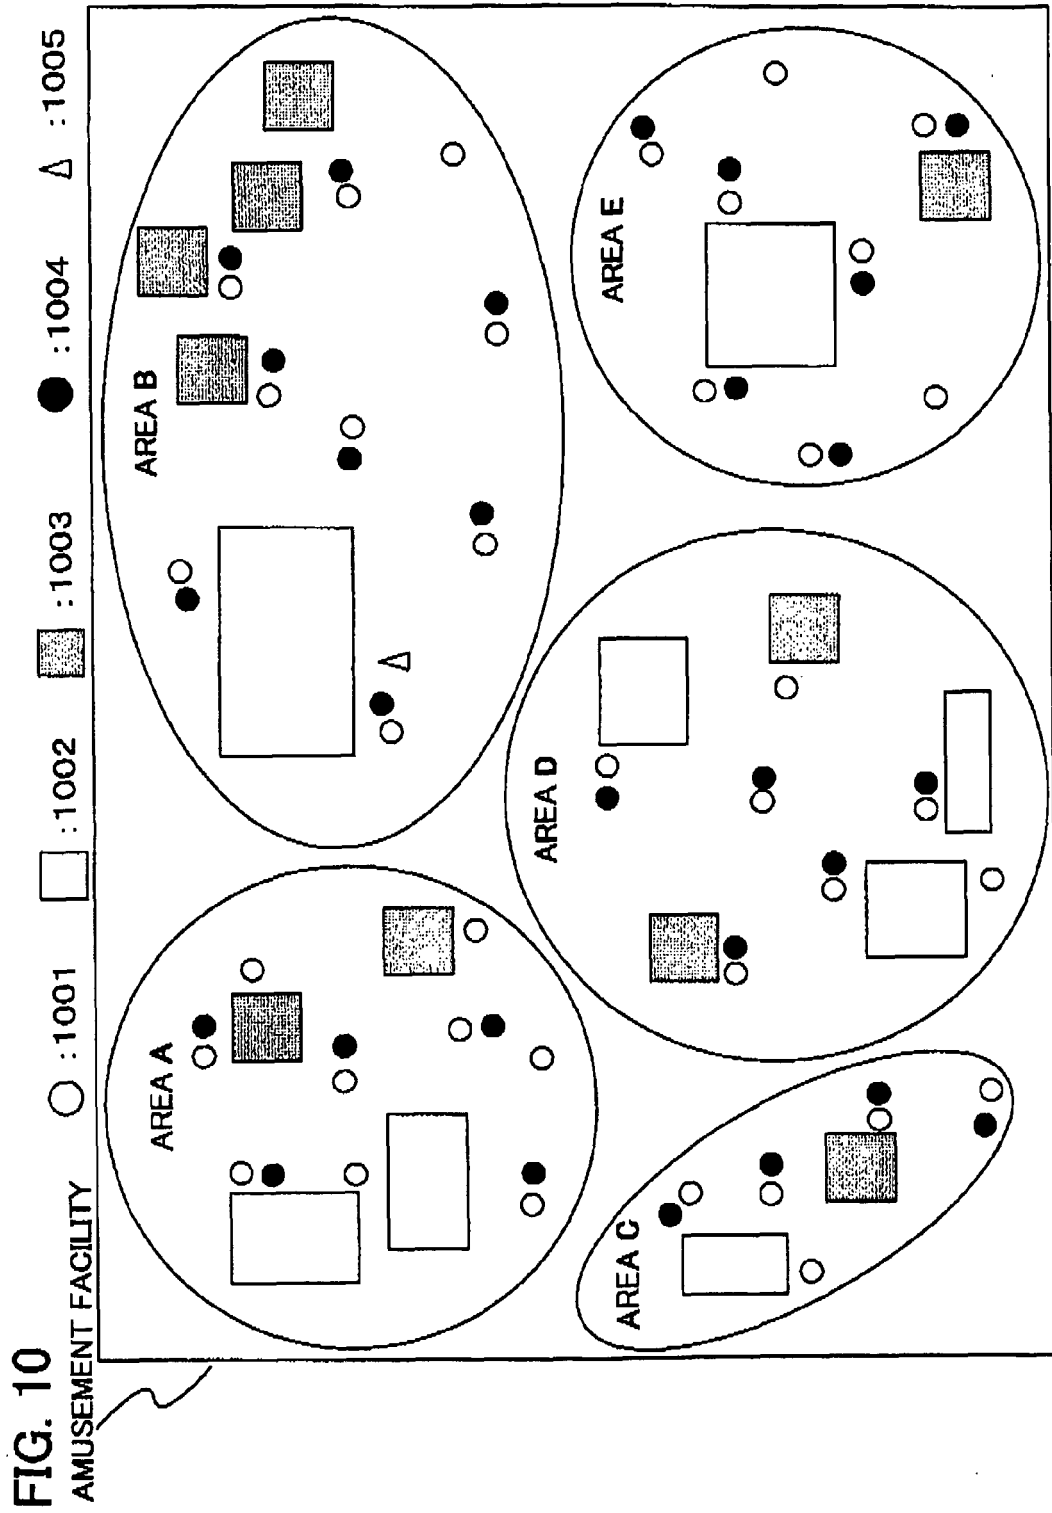 FIG. 10
AMUSEMENT FACILITY
:1001 :1002 :1003 :1004 :1005
AREA A
AREA B
AREA C
AREA D
AREA E